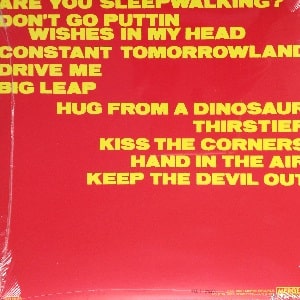 ARE YOU SLEEPWALKING?
DON'T GO PUTTIN
WISHES IN MY HEAD
CONSTANT TOMORROWLAND
DRIVE ME
BIG LEAP
HUG FROM A DINOSAUR
THIRSTIER
KISS THE CORNERS
HAND IN THE AIR
KEEP THE DEVIL OUT
MERGE